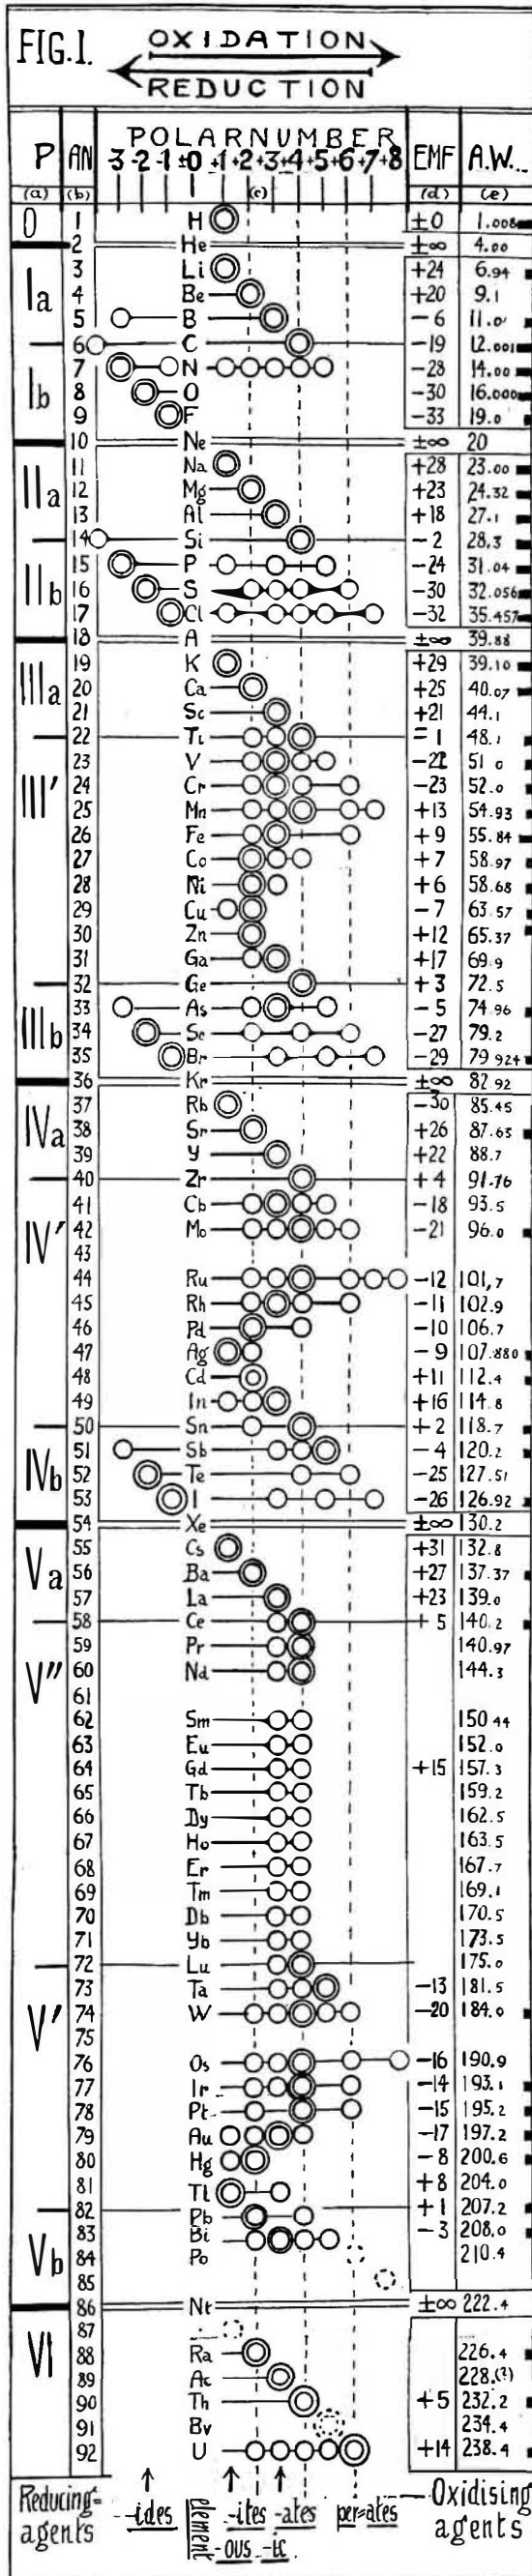 FIG.1.
OXIDATION
REDUCTION
POLARNUMBER
P AN -3 -2 -1 ±0 +1 +2 +3 +4 +5 +6 +7 +8 EMF A.W...
(a) (b) (c) (d) (e)
0 1 H ±0 1.008
2 He ±∞ 4.00
3 Li +24 6.94
Ia 4 Be +20 9.1
5 B -6 11.0
6 C -19 12.001
7 N -28 14.00
Ib 8 O -30 16.000
9 F -33 19.0
10 Ne ±∞ 20
11 Na +28 23.00
IIa 12 Mg +23 24.32
13 Al +18 27.1
14 Si -2 28.3
15 P -24 31.04
IIb 16 S -30 32.056
17 Cl -32 35.457
18 A ±∞ 39.88
19 K +29 39.10
IIIa 20 Ca +25 40.07
21 Sc +21 44.1
22 Ti 1 48.1
23 V -22 51.0
III' 24 Cr -23 52.0
25 Mn +13 54.93
26 Fe +9 55.84
27 Co +7 58.97
28 Ni +6 58.68
29 Cu -7 63.57
30 Zn +12 65.37
31 Ga +17 69.9
32 Ge +3 72.5
33 As -5 74.96
IIIb 34 Se -27 79.2
35 Br -29 79.924
36 Kr ±∞ 82.92
37 Rb -30 85.45
IVa 38 Sr +26 87.63
39 Y +22 88.7
40 Zr +4 91.76
41 Cb -18 93.5
IV' 42 Mo -21 96.0
43
44 Ru -12 101,7
45 Rh -11 102.9
46 Pd -10 106.7
47 Ag -9 107.880
48 Cd +11 112.4
49 In +16 114.8
50 Sn +2 118.7
51 Sb -4 120.2
IVb 52 Te -25 127.51
53 I -26 126.92
54 Xe ±∞ 130.2
55 Cs +31 132.8
Va 56 Ba +27 137.37
57 La +23 139.0
58 Ce +5 140.2
59 Pr 140.97
V" 60 Nd 144.3
61
62 Sm 150.44
63 Eu 152.0
64 Gd +15 157.3
65 Tb 159.2
66 Dy 162.5
67 Ho 163.5
68 Er 167.7
69 Tm 169.1
70 Db 170.5
71 Yb 173.5
72 Lu 175.0
73 Ta -13 181.5
V' 74 W -20 184.0
75
76 Os -16 190.9
77 Ir -14 193.1
78 Pt -15 195.2
79 Au -17 197.2
80 Hg -8 200.6
81 Tl +8 204.0
82 Pb +1 207.2
83 Bi -3 208.0
Vb 84 Po 210.4
85
86 Nt ±∞ 222.4
87
VI 88 Ra 226.4
89 Ac 228.(?)
90 Th +5 232.2
91 Bv 234.4
92 U +14 238.4
Reducing= agents -ides element -ites -ates per=ates Oxidising agents
-ous -ic